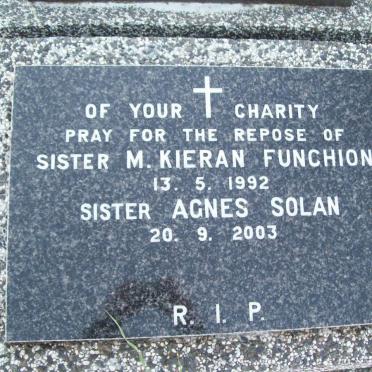 OF YOUR CHARITY
PRAY FOR THE REPOSE OF
SISTER M. KIERAN FUNCHION
13. 5. 1992
SISTER AGNES SOLAN
20. 9. 2003
R. I. P.